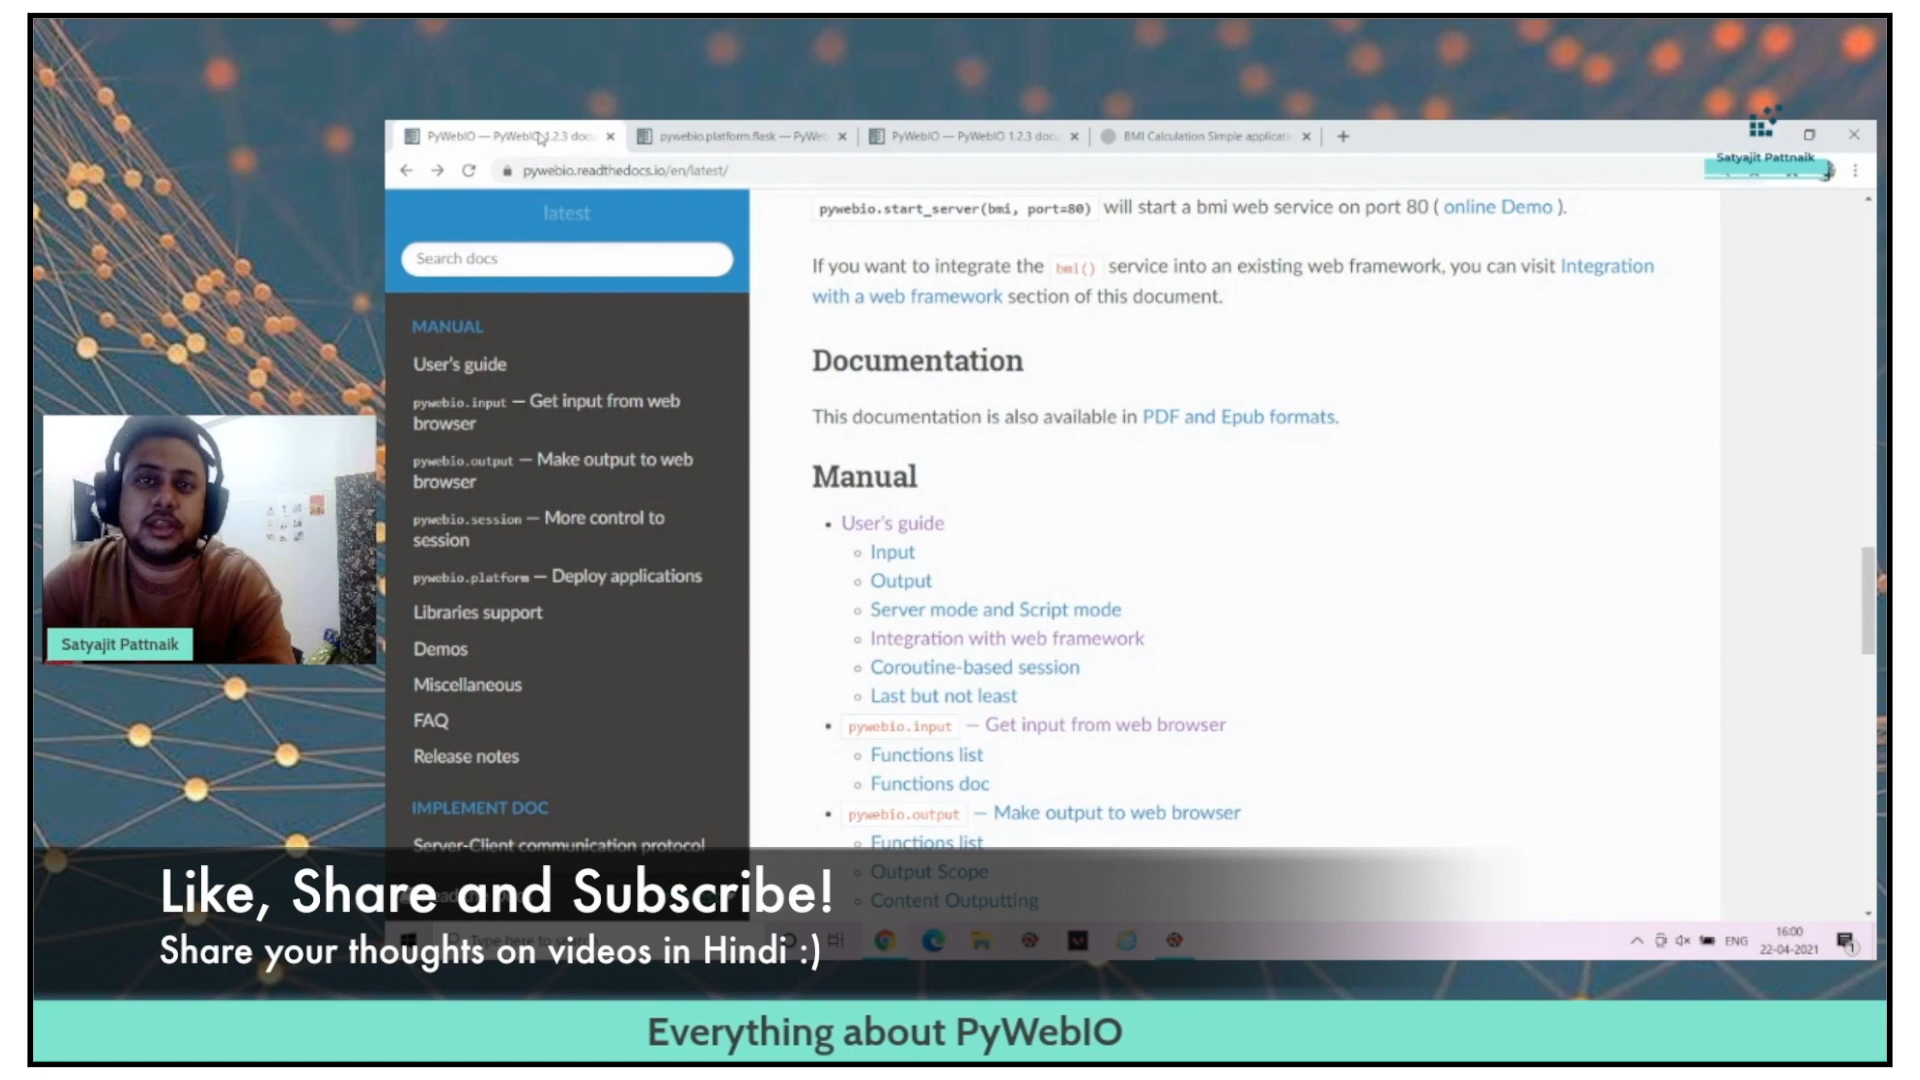 PyWebIO — PyWebIO 1.2.3 docu
pywebio.platform.flask — PyWeb
PyWebIO — PyWebIO 1.2.3 docu
BMI Calculation Simple applicati
Satyajit Pattnaik
pywebio.readthedocs.io/en/latest/
latest
Search docs
MANUAL
User's guide
pywebio.input — Get input from web
browser
pywebio.output — Make output to web
browser
pywebio.session — More control to
session
pywebio.platform — Deploy applications
Libraries support
Demos
Miscellaneous
FAQ
Release notes
IMPLEMENT DOC
Server-Client communication protocol
pywebio.start_server(bmi, port=80) will start a bmi web service on port 80 ( online Demo ).
If you want to integrate the bmi() service into an existing web framework, you can visit Integration
with a web framework section of this document.
Documentation
This documentation is also available in PDF and Epub formats.
Manual
• User's guide
◦ Input
◦ Output
◦ Server mode and Script mode
◦ Integration with web framework
◦ Coroutine-based session
◦ Last but not least
• pywebio.input — Get input from web browser
◦ Functions list
◦ Functions doc
• pywebio.output — Make output to web browser
◦ Functions list
◦ Output Scope
◦ Content Outputting
Satyajit Pattnaik
Like, Share and Subscribe!
Share your thoughts on videos in Hindi :)
Type here to
ENG
16:00
22-04-2021
1
Everything about PyWebIO